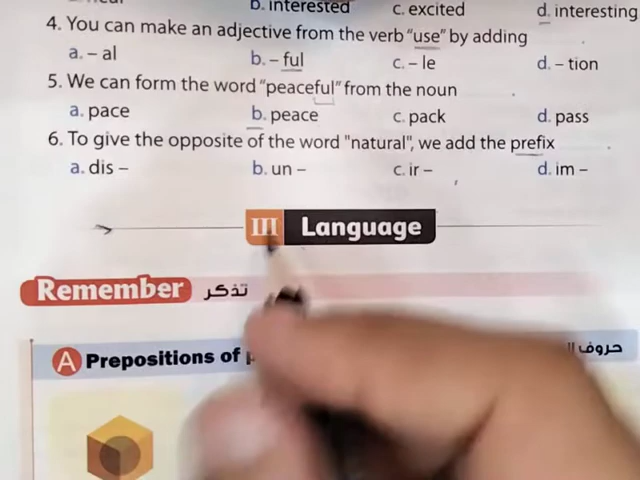 b. interested c. excited d. interesting
4. You can make an adjective from the verb "use" by adding
a. – al b. – ful c. – le d. – tion
5. We can form the word "peaceful" from the noun
a. pace b. peace c. pack d. pass
6. To give the opposite of the word "natural", we add the prefix
a. dis – b. un – c. ir – d. im –
III Language
Remember تذكر
A Prepositions of
حروف